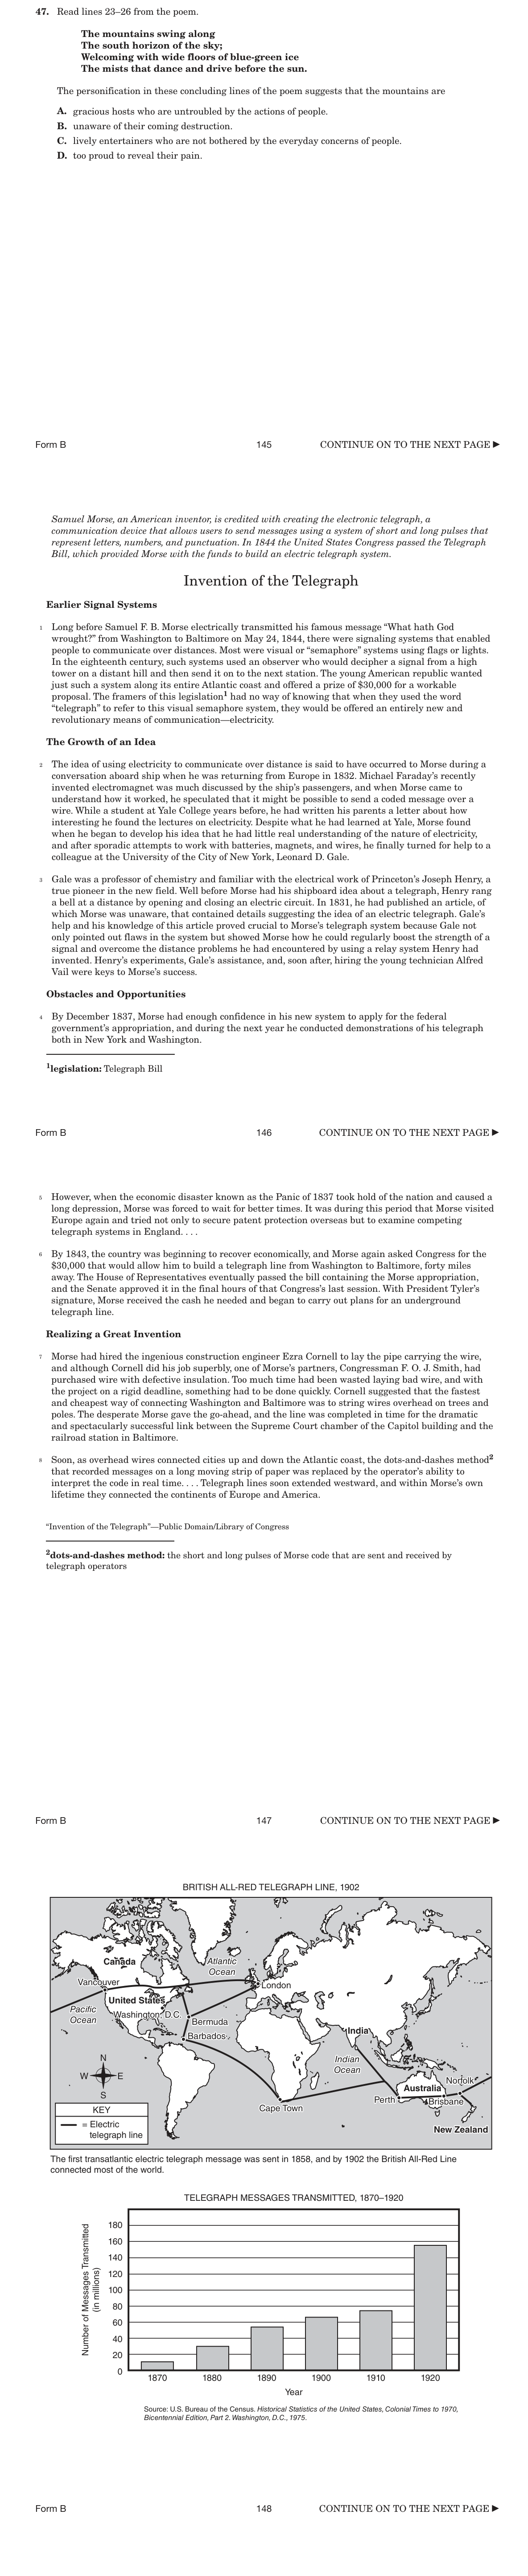 47. Read lines 23–26 from the poem.
The mountains swing along
The south horizon of the sky;
Welcoming with wide floors of blue-green ice
The mists that dance and drive before the sun.
The personification in these concluding lines of the poem suggests that the mountains are
A. gracious hosts who are untroubled by the actions of people.
B. unaware of their coming destruction.
C. lively entertainers who are not bothered by the everyday concerns of people.
D. too proud to reveal their pain.
Form B 145 CONTINUE ON TO THE NEXT PAGE ►
Samuel Morse, an American inventor, is credited with creating the electronic telegraph, a
communication device that allows users to send messages using a system of short and long pulses that
represent letters, numbers, and punctuation. In 1844 the United States Congress passed the Telegraph
Bill, which provided Morse with the funds to build an electric telegraph system.
Invention of the Telegraph
Earlier Signal Systems
1 Long before Samuel F. B. Morse electrically transmitted his famous message “What hath God
wrought?” from Washington to Baltimore on May 24, 1844, there were signaling systems that enabled
people to communicate over distances. Most were visual or “semaphore” systems using flags or lights.
In the eighteenth century, such systems used an observer who would decipher a signal from a high
tower on a distant hill and then send it on to the next station. The young American republic wanted
just such a system along its entire Atlantic coast and offered a prize of $30,000 for a workable
proposal. The framers of this legislation1 had no way of knowing that when they used the word
“telegraph” to refer to this visual semaphore system, they would be offered an entirely new and
revolutionary means of communication—electricity.
The Growth of an Idea
2 The idea of using electricity to communicate over distance is said to have occurred to Morse during a
conversation aboard ship when he was returning from Europe in 1832. Michael Faraday’s recently
invented electromagnet was much discussed by the ship’s passengers, and when Morse came to
understand how it worked, he speculated that it might be possible to send a coded message over a
wire. While a student at Yale College years before, he had written his parents a letter about how
interesting he found the lectures on electricity. Despite what he had learned at Yale, Morse found
when he began to develop his idea that he had little real understanding of the nature of electricity,
and after sporadic attempts to work with batteries, magnets, and wires, he finally turned for help to a
colleague at the University of the City of New York, Leonard D. Gale.
3 Gale was a professor of chemistry and familiar with the electrical work of Princeton’s Joseph Henry, a
true pioneer in the new field. Well before Morse had his shipboard idea about a telegraph, Henry rang
a bell at a distance by opening and closing an electric circuit. In 1831, he had published an article, of
which Morse was unaware, that contained details suggesting the idea of an electric telegraph. Gale’s
help and his knowledge of this article proved crucial to Morse’s telegraph system because Gale not
only pointed out flaws in the system but showed Morse how he could regularly boost the strength of a
signal and overcome the distance problems he had encountered by using a relay system Henry had
invented. Henry’s experiments, Gale’s assistance, and, soon after, hiring the young technician Alfred
Vail were keys to Morse’s success.
Obstacles and Opportunities
4 By December 1837, Morse had enough confidence in his new system to apply for the federal
government’s appropriation, and during the next year he conducted demonstrations of his telegraph
both in New York and Washington.
1legislation: Telegraph Bill
Form B 146 CONTINUE ON TO THE NEXT PAGE ►
5 However, when the economic disaster known as the Panic of 1837 took hold of the nation and caused a
long depression, Morse was forced to wait for better times. It was during this period that Morse visited
Europe again and tried not only to secure patent protection overseas but to examine competing
telegraph systems in England. . . .
6 By 1843, the country was beginning to recover economically, and Morse again asked Congress for the
$30,000 that would allow him to build a telegraph line from Washington to Baltimore, forty miles
away. The House of Representatives eventually passed the bill containing the Morse appropriation,
and the Senate approved it in the final hours of that Congress’s last session. With President Tyler’s
signature, Morse received the cash he needed and began to carry out plans for an underground
telegraph line.
Realizing a Great Invention
7 Morse had hired the ingenious construction engineer Ezra Cornell to lay the pipe carrying the wire,
and although Cornell did his job superbly, one of Morse’s partners, Congressman F. O. J. Smith, had
purchased wire with defective insulation. Too much time had been wasted laying bad wire, and with
the project on a rigid deadline, something had to be done quickly. Cornell suggested that the fastest
and cheapest way of connecting Washington and Baltimore was to string wires overhead on trees and
poles. The desperate Morse gave the go-ahead, and the line was completed in time for the dramatic
and spectacularly successful link between the Supreme Court chamber of the Capitol building and the
railroad station in Baltimore.
8 Soon, as overhead wires connected cities up and down the Atlantic coast, the dots-and-dashes method2
that recorded messages on a long moving strip of paper was replaced by the operator’s ability to
interpret the code in real time. . . . Telegraph lines soon extended westward, and within Morse’s own
lifetime they connected the continents of Europe and America.
“Invention of the Telegraph”—Public Domain/Library of Congress
2dots-and-dashes method: the short and long pulses of Morse code that are sent and received by
telegraph operators
Form B 147 CONTINUE ON TO THE NEXT PAGE ►
BRITISH ALL-RED TELEGRAPH LINE, 1902
Canada
Atlantic
Ocean
Vancouver
London
United States
Pacific
Ocean
Washington, D.C.
Bermuda
Barbados
India
Indian
Ocean
N
W E
S
Norfolk
Australia
Perth
Brisbane
Cape Town
KEY
= Electric
telegraph line
New Zealand
The first transatlantic electric telegraph message was sent in 1858, and by 1902 the British All-Red Line
connected most of the world.
TELEGRAPH MESSAGES TRANSMITTED, 1870–1920
Number of Messages Transmitted
(in millions)
180
160
140
120
100
80
60
40
20
0
1870 1880 1890 1900 1910 1920
Year
Source: U.S. Bureau of the Census. Historical Statistics of the United States, Colonial Times to 1970,
Bicentennial Edition, Part 2. Washington, D.C., 1975.
Form B 148 CONTINUE ON TO THE NEXT PAGE ►